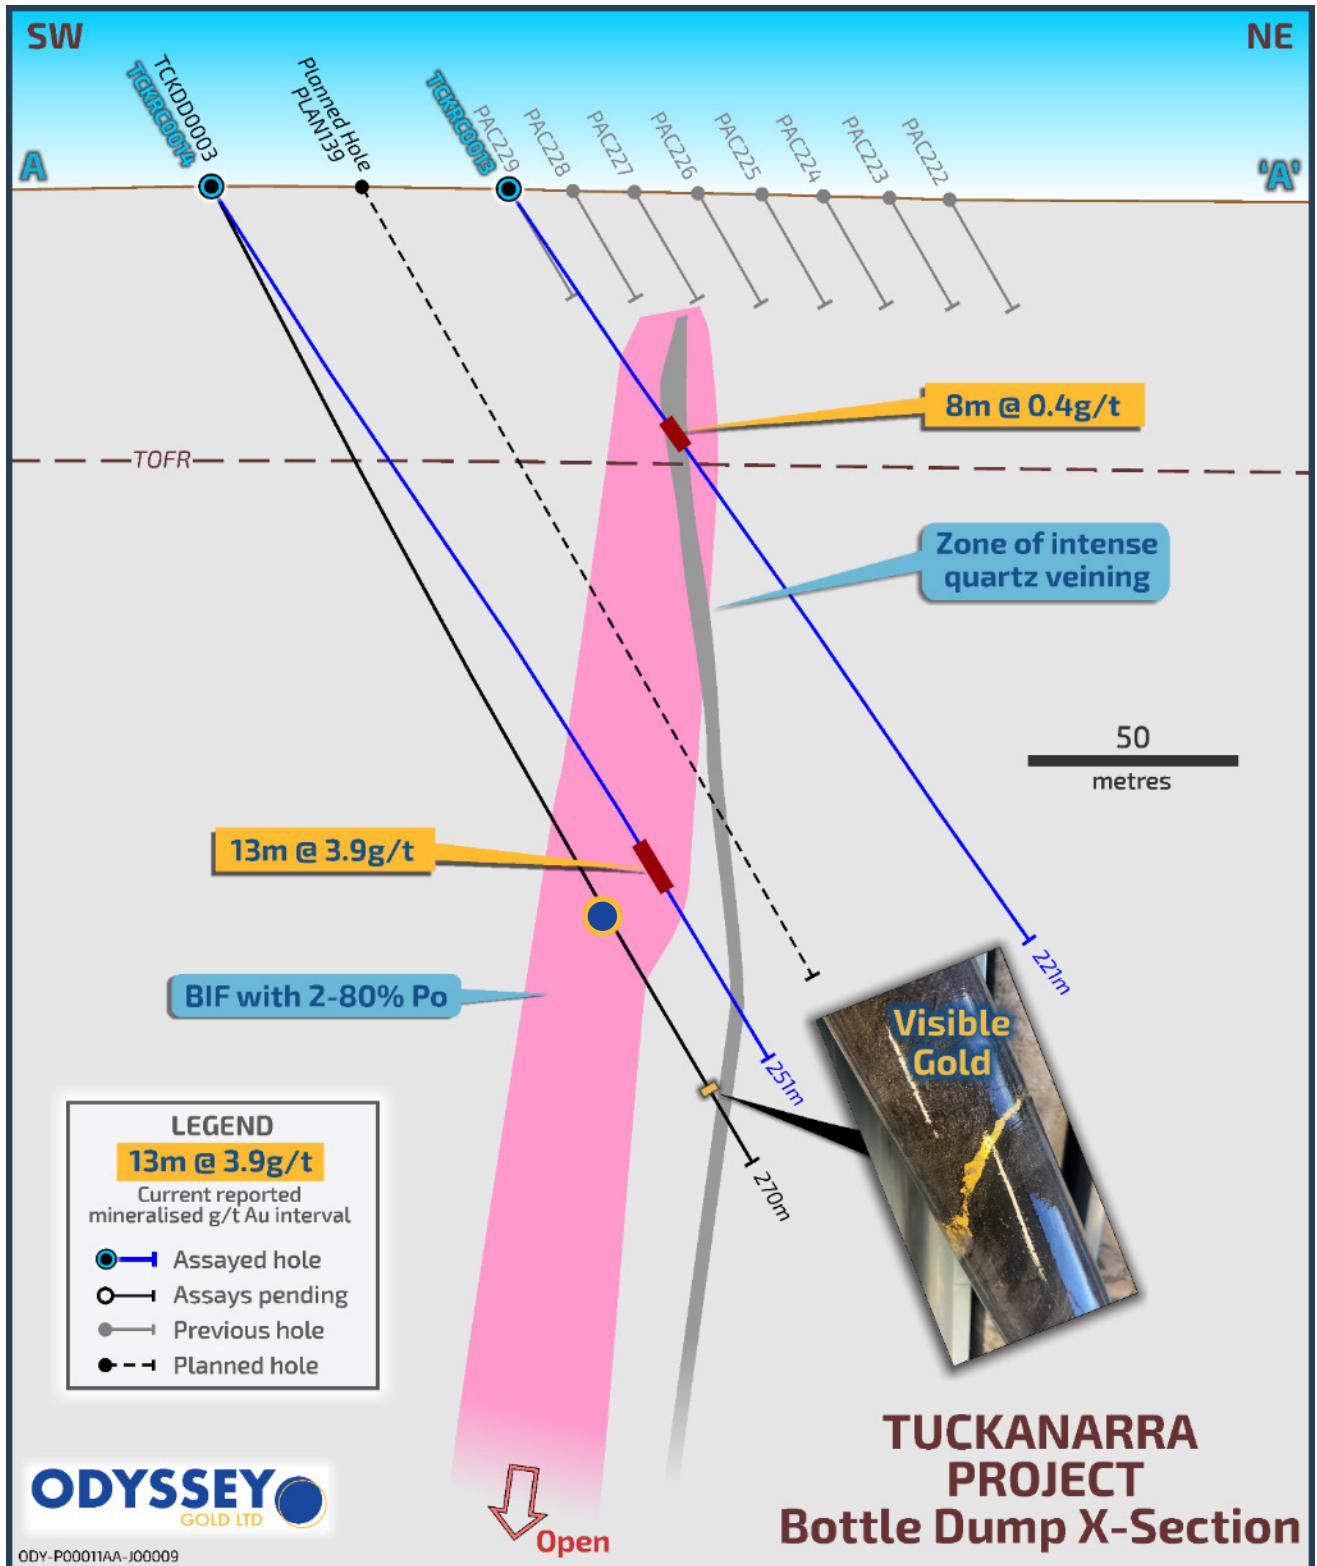 SW
NE
TCKRC0014
TCKDD0003
Planned Hole
PLAN139
TCKRC0013
PAC229
PAC228
PAC227
PAC226
PAC225
PAC224
PAC223
PAC222
A
'A'
8m @ 0.4g/t
TOFR
Zone of intense
quartz veining
50
metres
13m @ 3.9g/t
BIF with 2-80% Po
221m
Visible
Gold
251m
270m
LEGEND
13m @ 3.9g/t
Current reported
mineralised g/t Au interval
Assayed hole
Assays pending
Previous hole
Planned hole
TUCKANARRA
PROJECT
Bottle Dump X-Section
ODYSSEY
GOLD LTD
Open
ODY-P00011AA-J00009